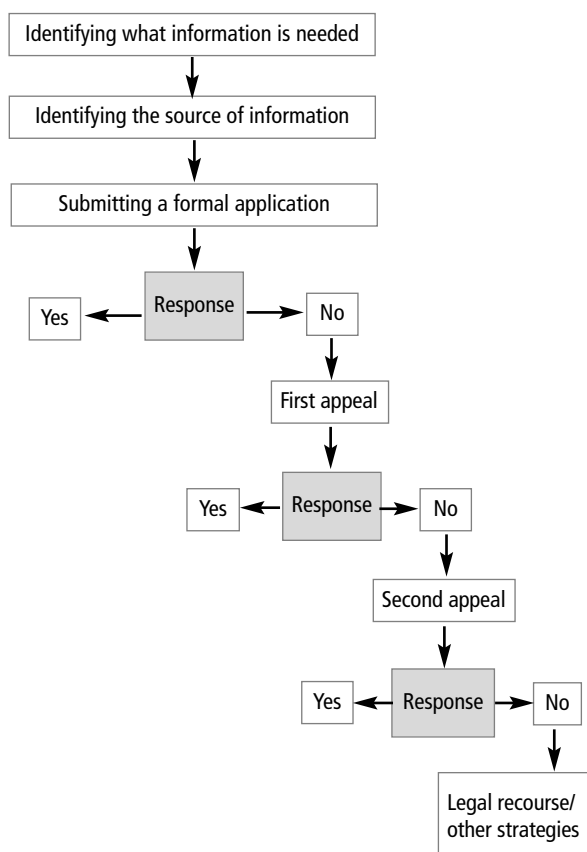 Identifying what information is needed
Identifying the source of information
Submitting a formal application
Yes
Response
No
First appeal
Yes
Response
No
Second appeal
Yes
Response
No
Legal recourse/
other strategies